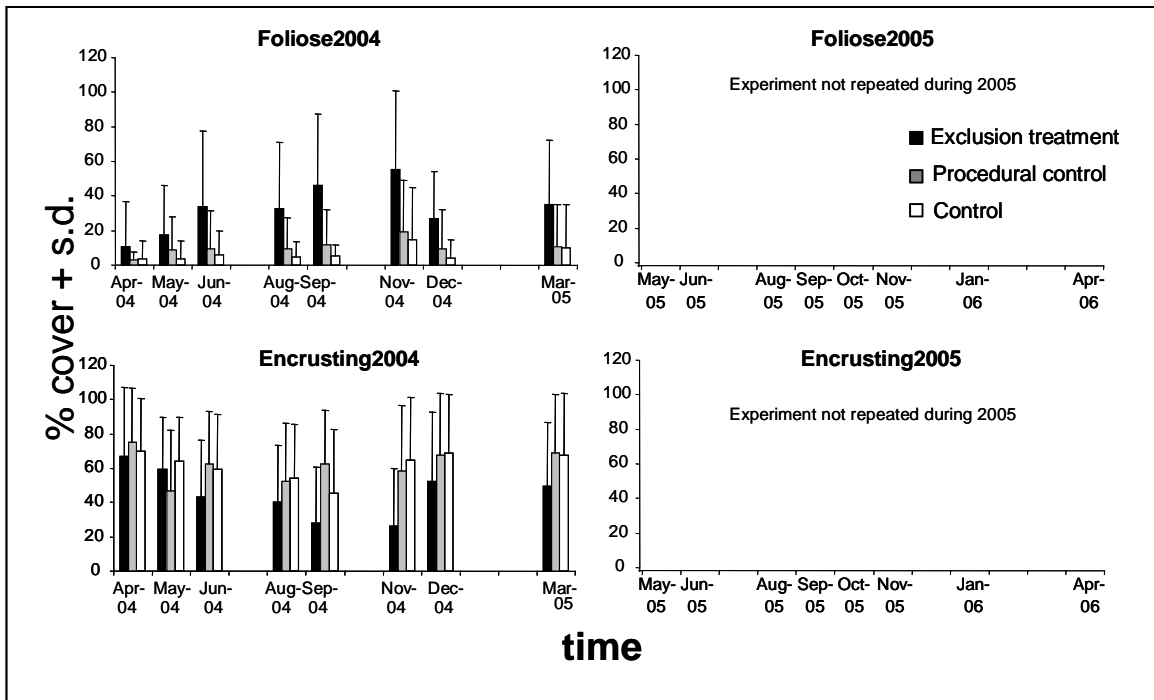 Foliose2004
120
100
80
60
40
20
0
Apr-04 May-04 Jun-04 Aug-04 Sep-04 Nov-04 Dec-04 Mar-05
Foliose2005
Experiment not repeated during 2005
Exclusion treatment
Procedural control
Control
120
100
80
60
40
20
0
May-05 Jun-05 Aug-05 Sep-05 Oct-05 Nov-05 Jan-06 Apr-06
% cover + s.d.
Encrusting2004
120
100
80
60
40
20
0
Apr-04 May-04 Jun-04 Aug-04 Sep-04 Nov-04 Dec-04 Mar-05
Encrusting2005
Experiment not repeated during 2005
120
100
80
60
40
20
0
May-05 Jun-05 Aug-05 Sep-05 Oct-05 Nov-05 Jan-06 Apr-06
time